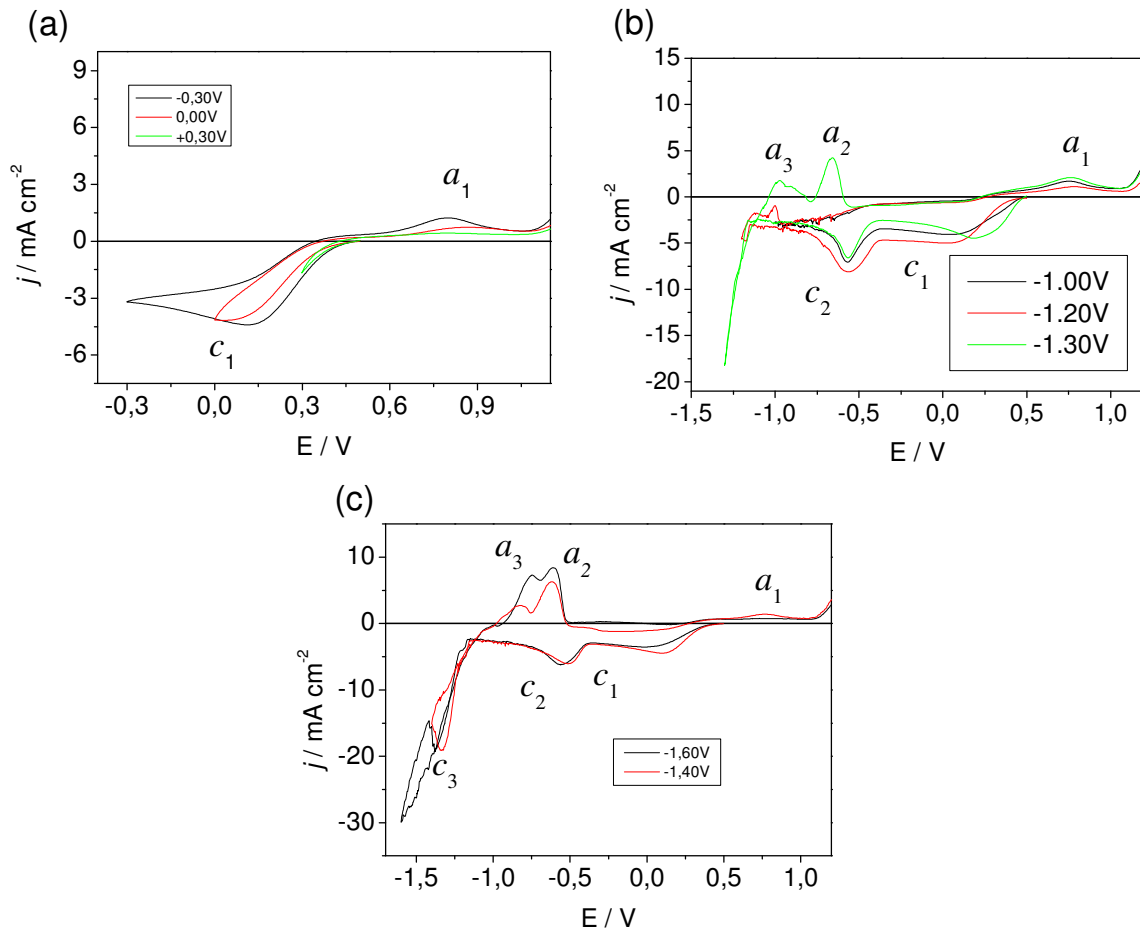 (a)
9
6
3
0
-3
-6
j / mA cm-2
-0,30V
0,00V
+0,30V
a1
c1
-0,3 0,0 0,3 0,6 0,9
E / V
(b)
15
10
5
0
-5
-10
-15
-20
j / mA cm-2
a3
a2
a1
c2
c1
-1.00V
-1.20V
-1.30V
-1,5 -1,0 -0,5 0,0 0,5 1,0
E / V
(c)
10
0
-10
-20
-30
j / mA cm-2
a3
a2
a1
c2
c1
c3
-1,60V
-1,40V
-1,5 -1,0 -0,5 0,0 0,5 1,0
E / V